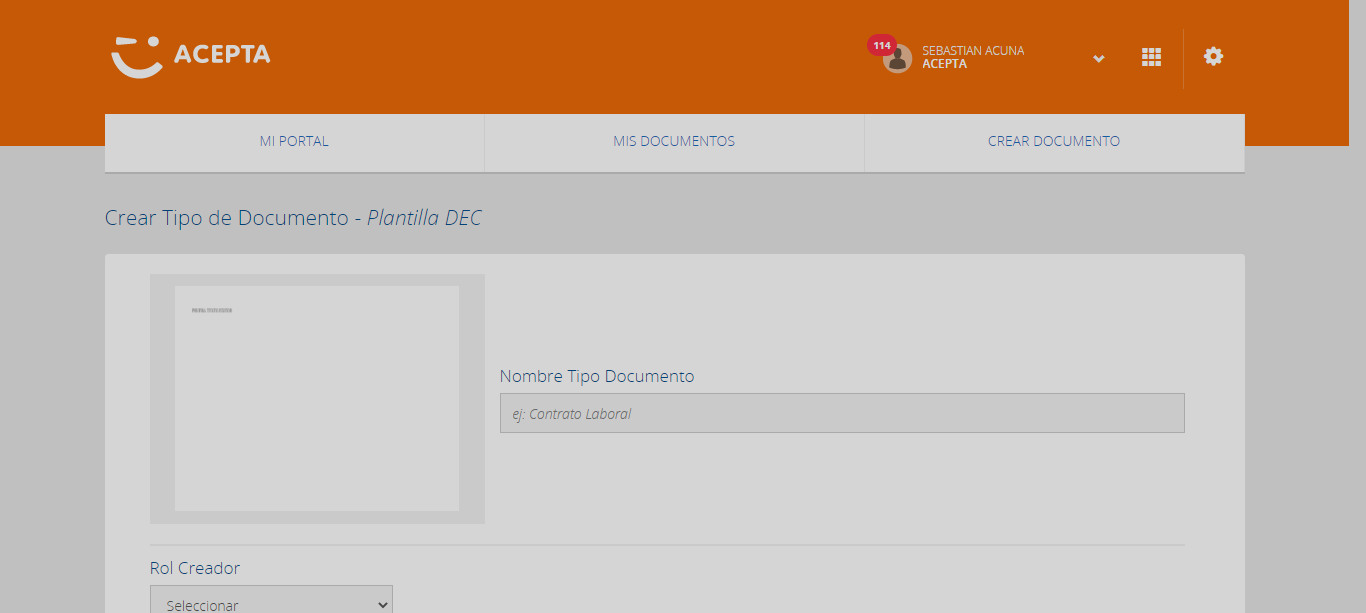 ACEPTA
114
SEBASTIAN ACUNA
ACEPTA
MI PORTAL
MIS DOCUMENTOS
CREAR DOCUMENTO
Crear Tipo de Documento - Plantilla DEC
Nombre Tipo Documento
ej: Contrato Laboral
Rol Creador
Seleccionar